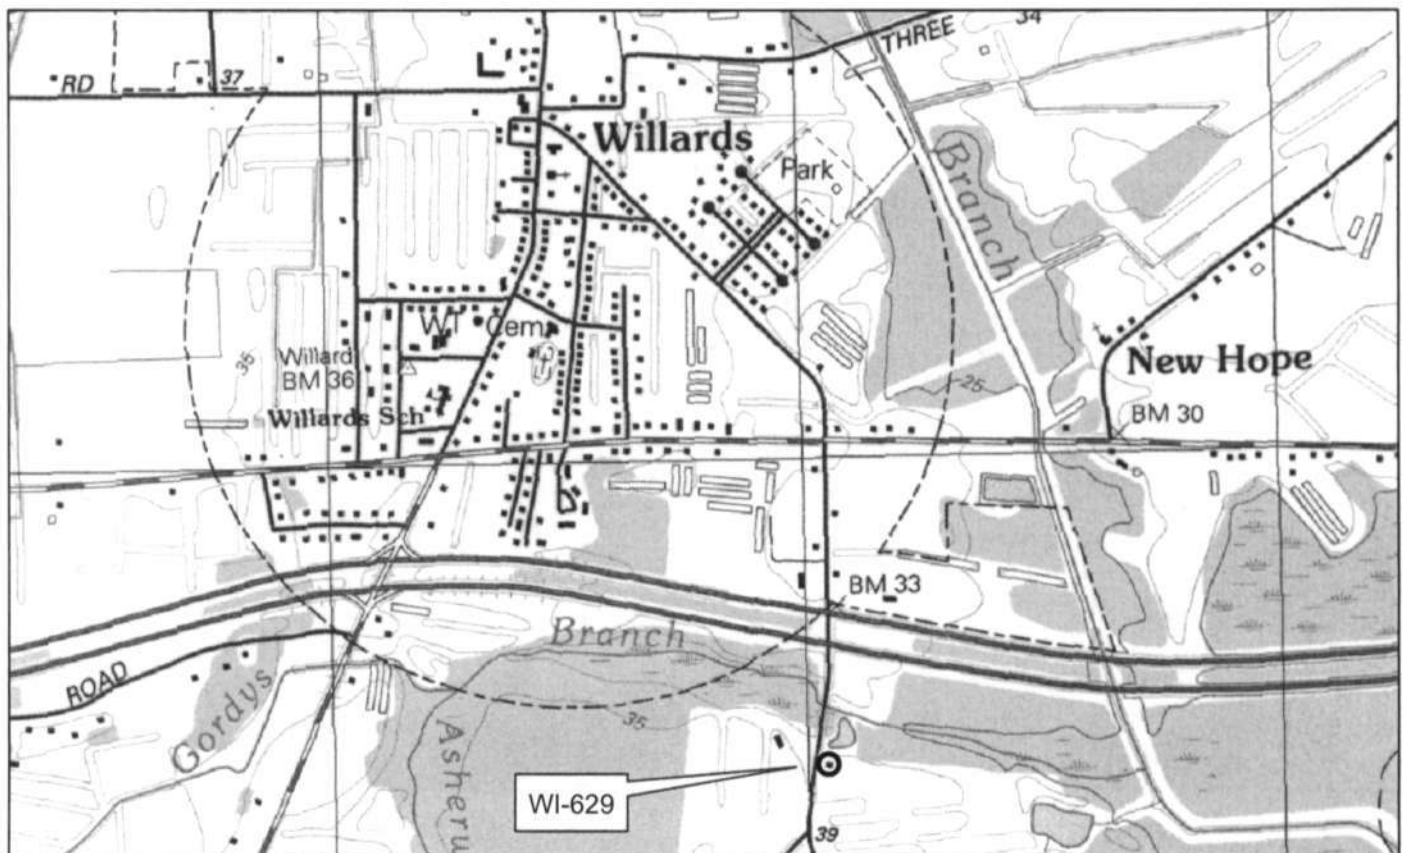 34
THREE
RD
37
Willards
Park
Branch
WT
Cem
35
Willard
BM 36
Willards Sch
New Hope
25
BM 30
BM 33
Branch
ROAD
Gordys
35
Asheru
WI-629
39